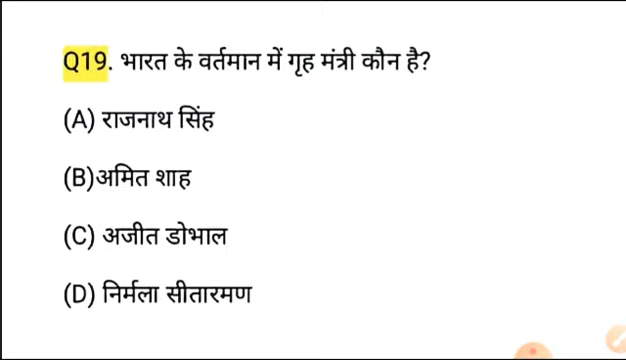 Q19. भारत के वर्तमान में गृह मंत्री कौन है?
(A) राजनाथ सिंह
(B)अमित शाह
(C) अजीत डोभाल
(D) निर्मला सीतारमण